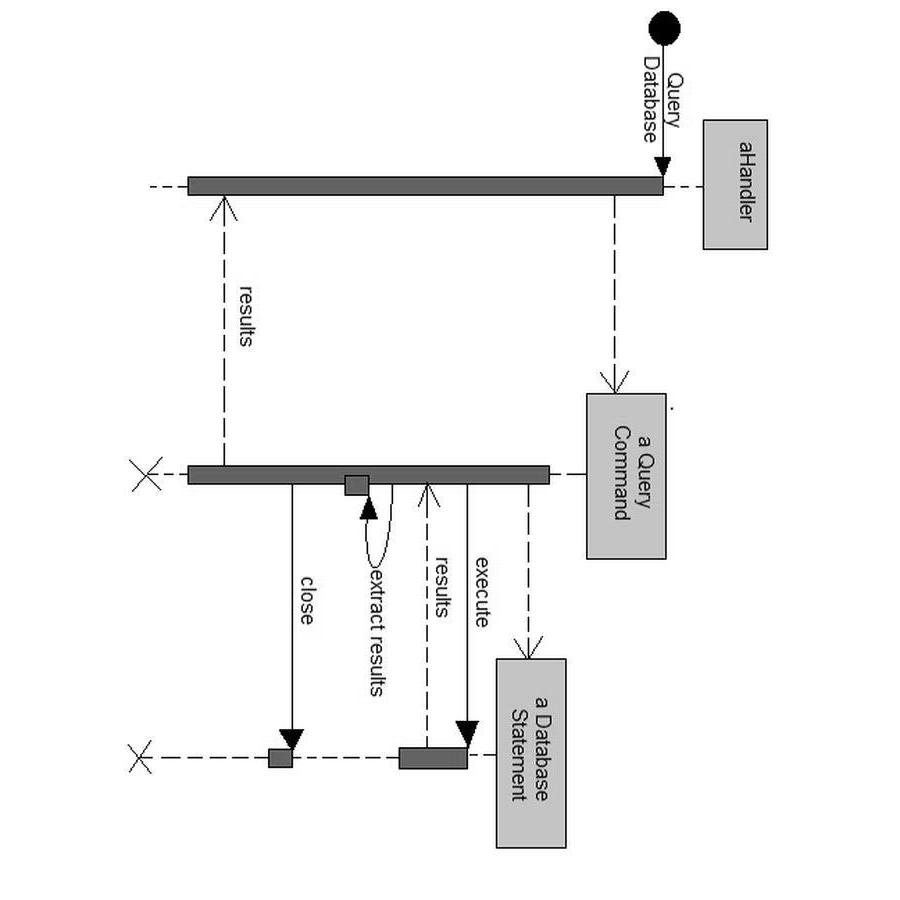 Query
Database
aHandler
a Query
Command
a Database
Statement
execute
results
extract results
close
results